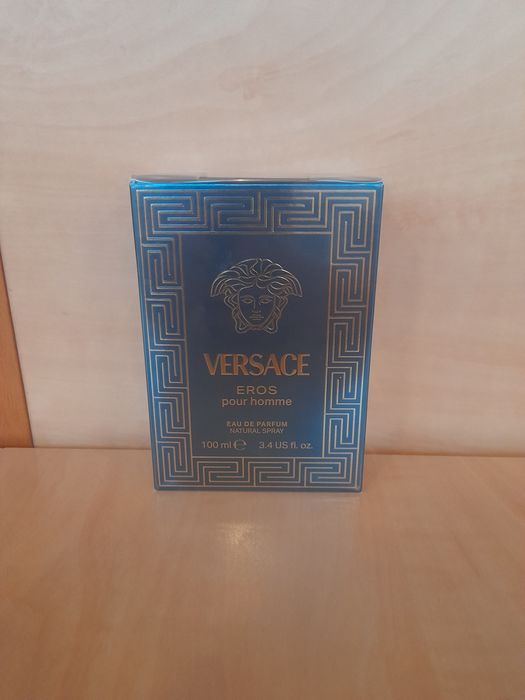 VERSACE
EROS
pour homme
EAU DE PARFUM
NATURAL SPRAY
100 ml ℮ 3.4 US fl. oz.